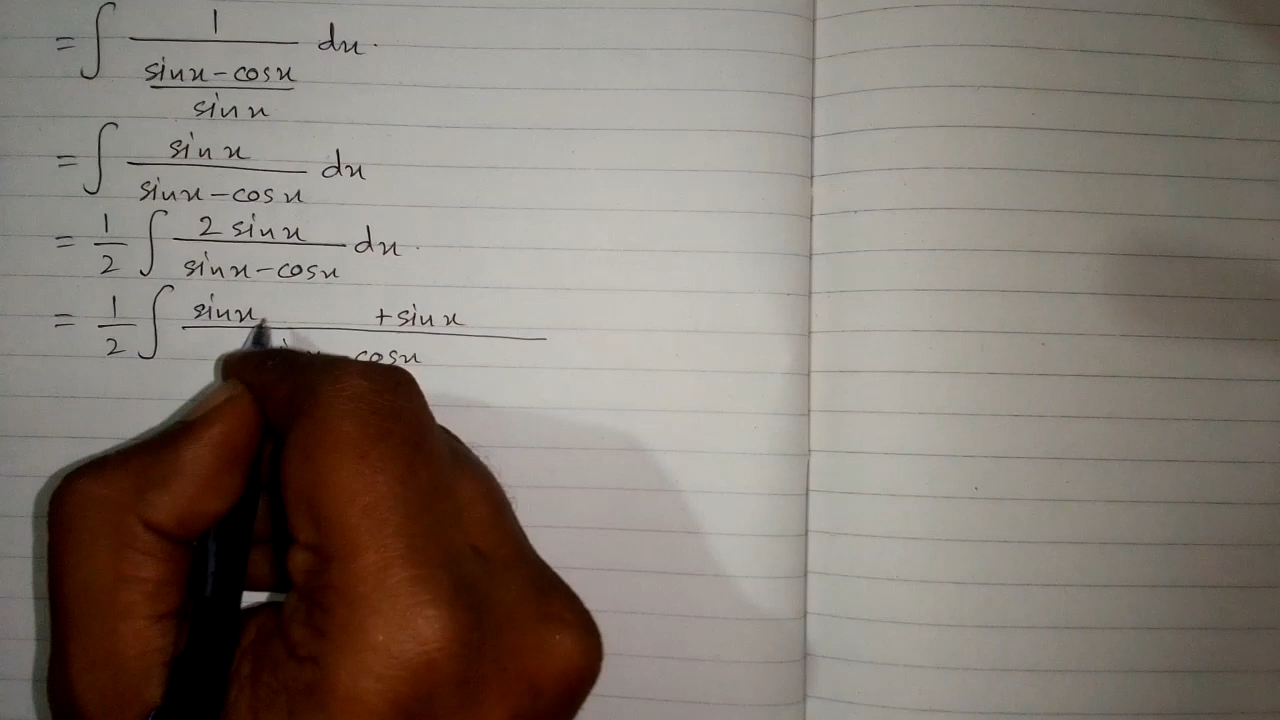 = ∫ 1 / ((sinx - cosx) / sinx) dx.
= ∫ sinx / (sinx - cosx) dx
= 1/2 ∫ 2 sinx / (sinx - cosx) dx.
= 1/2 ∫ (sinx + sinx) / cosx